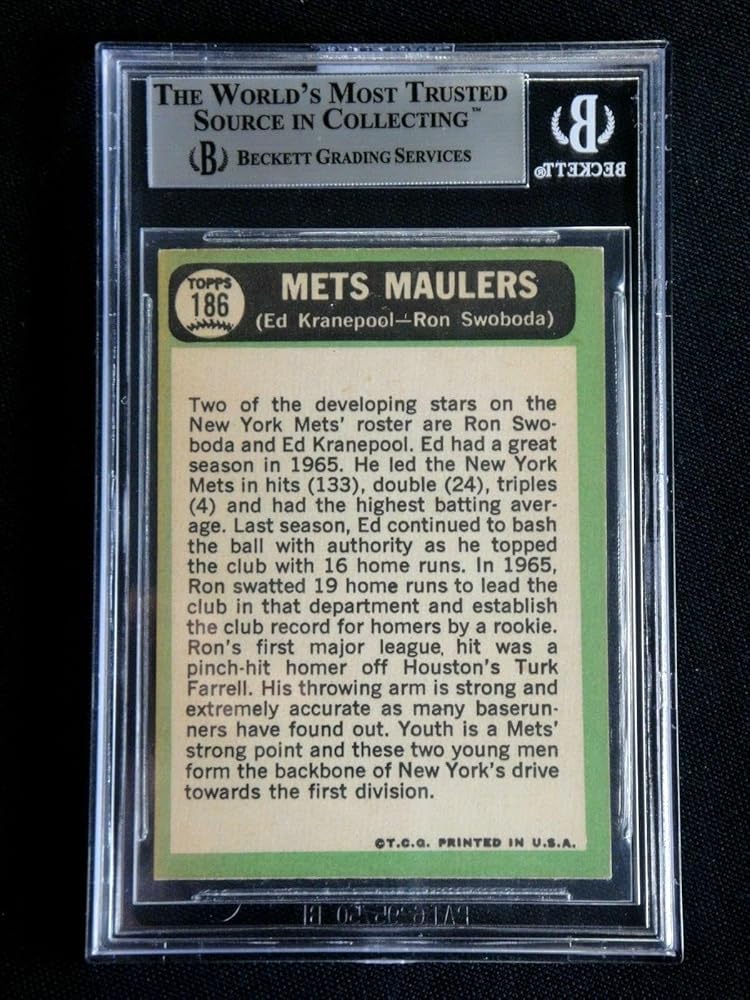 THE WORLD'S MOST TRUSTED
SOURCE IN COLLECTING™
B BECKETT GRADING SERVICES
B
BECKETT®
TOPPS
186
METS MAULERS
(Ed Kranepool—Ron Swoboda)
Two of the developing stars on the
New York Mets' roster are Ron Swo-
boda and Ed Kranepool. Ed had a great
season in 1965. He led the New York
Mets in hits (133), double (24), triples
(4) and had the highest batting aver-
age. Last season, Ed continued to bash
the ball with authority as he topped
the club with 16 home runs. In 1965,
Ron swatted 19 home runs to lead the
club in that department and establish
the club record for homers by a rookie.
Ron's first major league, hit was a
pinch-hit homer off Houston's Turk
Farrell. His throwing arm is strong and
extremely accurate as many baserun-
ners have found out. Youth is a Mets'
strong point and these two young men
form the backbone of New York's drive
towards the first division.
©T.C.G. PRINTED IN U.S.A.